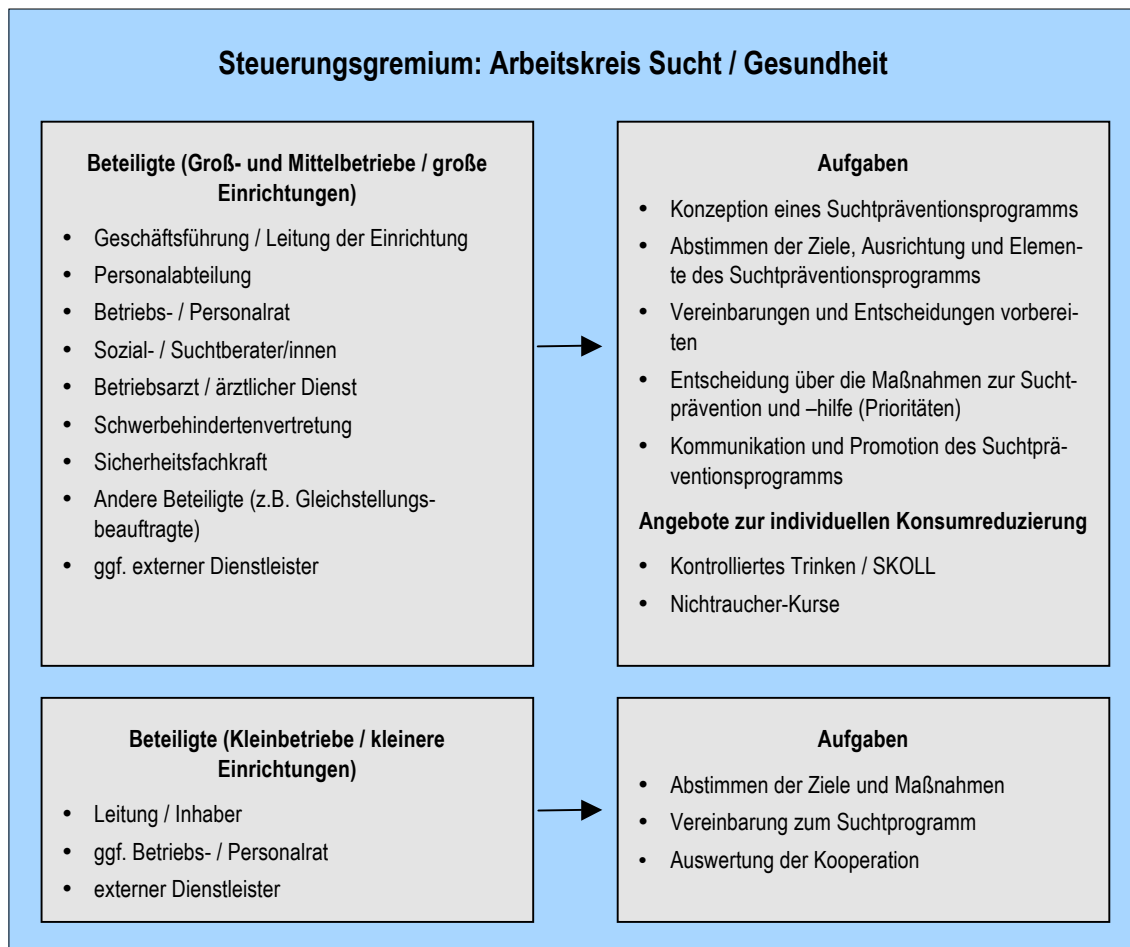 Steuerungsgremium: Arbeitskreis Sucht / Gesundheit
Beteiligte (Groß- und Mittelbetriebe / große
Einrichtungen)
• Geschäftsführung / Leitung der Einrichtung
• Personalabteilung
• Betriebs- / Personalrat
• Sozial- / Suchtberater/innen
• Betriebsarzt / ärztlicher Dienst
• Schwerbehindertenvertretung
• Sicherheitsfachkraft
• Andere Beteiligte (z.B. Gleichstellungs-
beauftragte)
• ggf. externer Dienstleister
Aufgaben
• Konzeption eines Suchtpräventionsprogramms
• Abstimmen der Ziele, Ausrichtung und Elemen-
te des Suchtpräventionsprogramms
• Vereinbarungen und Entscheidungen vorberei-
ten
• Entscheidung über die Maßnahmen zur Sucht-
prävention und –hilfe (Prioritäten)
• Kommunikation und Promotion des Suchtprä-
ventionsprogramms
Angebote zur individuellen Konsumreduzierung
• Kontrolliertes Trinken / SKOLL
• Nichtraucher-Kurse
Beteiligte (Kleinbetriebe / kleinere
Einrichtungen)
• Leitung / Inhaber
• ggf. Betriebs- / Personalrat
• externer Dienstleister
Aufgaben
• Abstimmen der Ziele und Maßnahmen
• Vereinbarung zum Suchtprogramm
• Auswertung der Kooperation